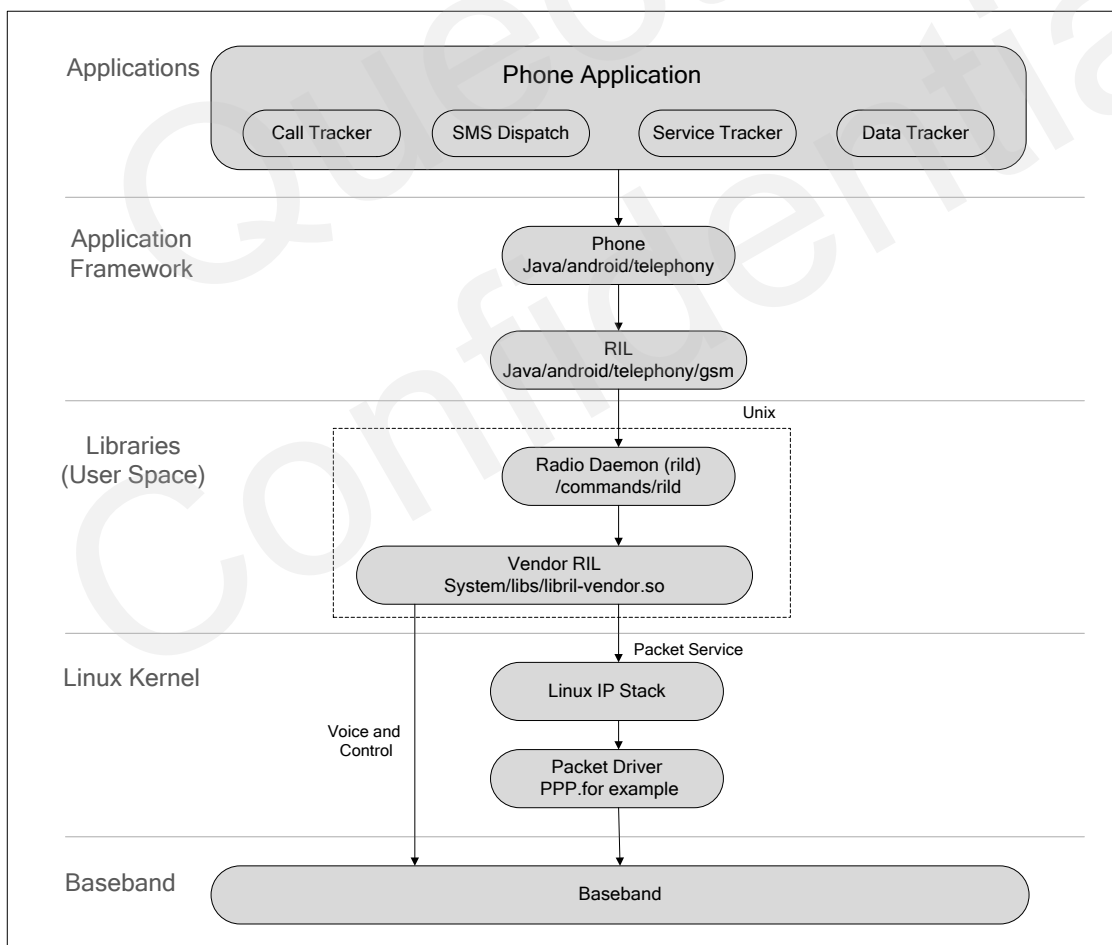 Applications
Phone Application
Call Tracker
SMS Dispatch
Service Tracker
Data Tracker
Application
Framework
Phone
Java/android/telephony
RIL
Java/android/telephony/gsm
Unix
Libraries
(User Space)
Radio Daemon (rild)
/commands/rild
Vendor RIL
System/libs/libril-vendor.so
Packet Service
Linux Kernel
Linux IP Stack
Voice and
Control
Packet Driver
PPP.for example
Baseband
Baseband